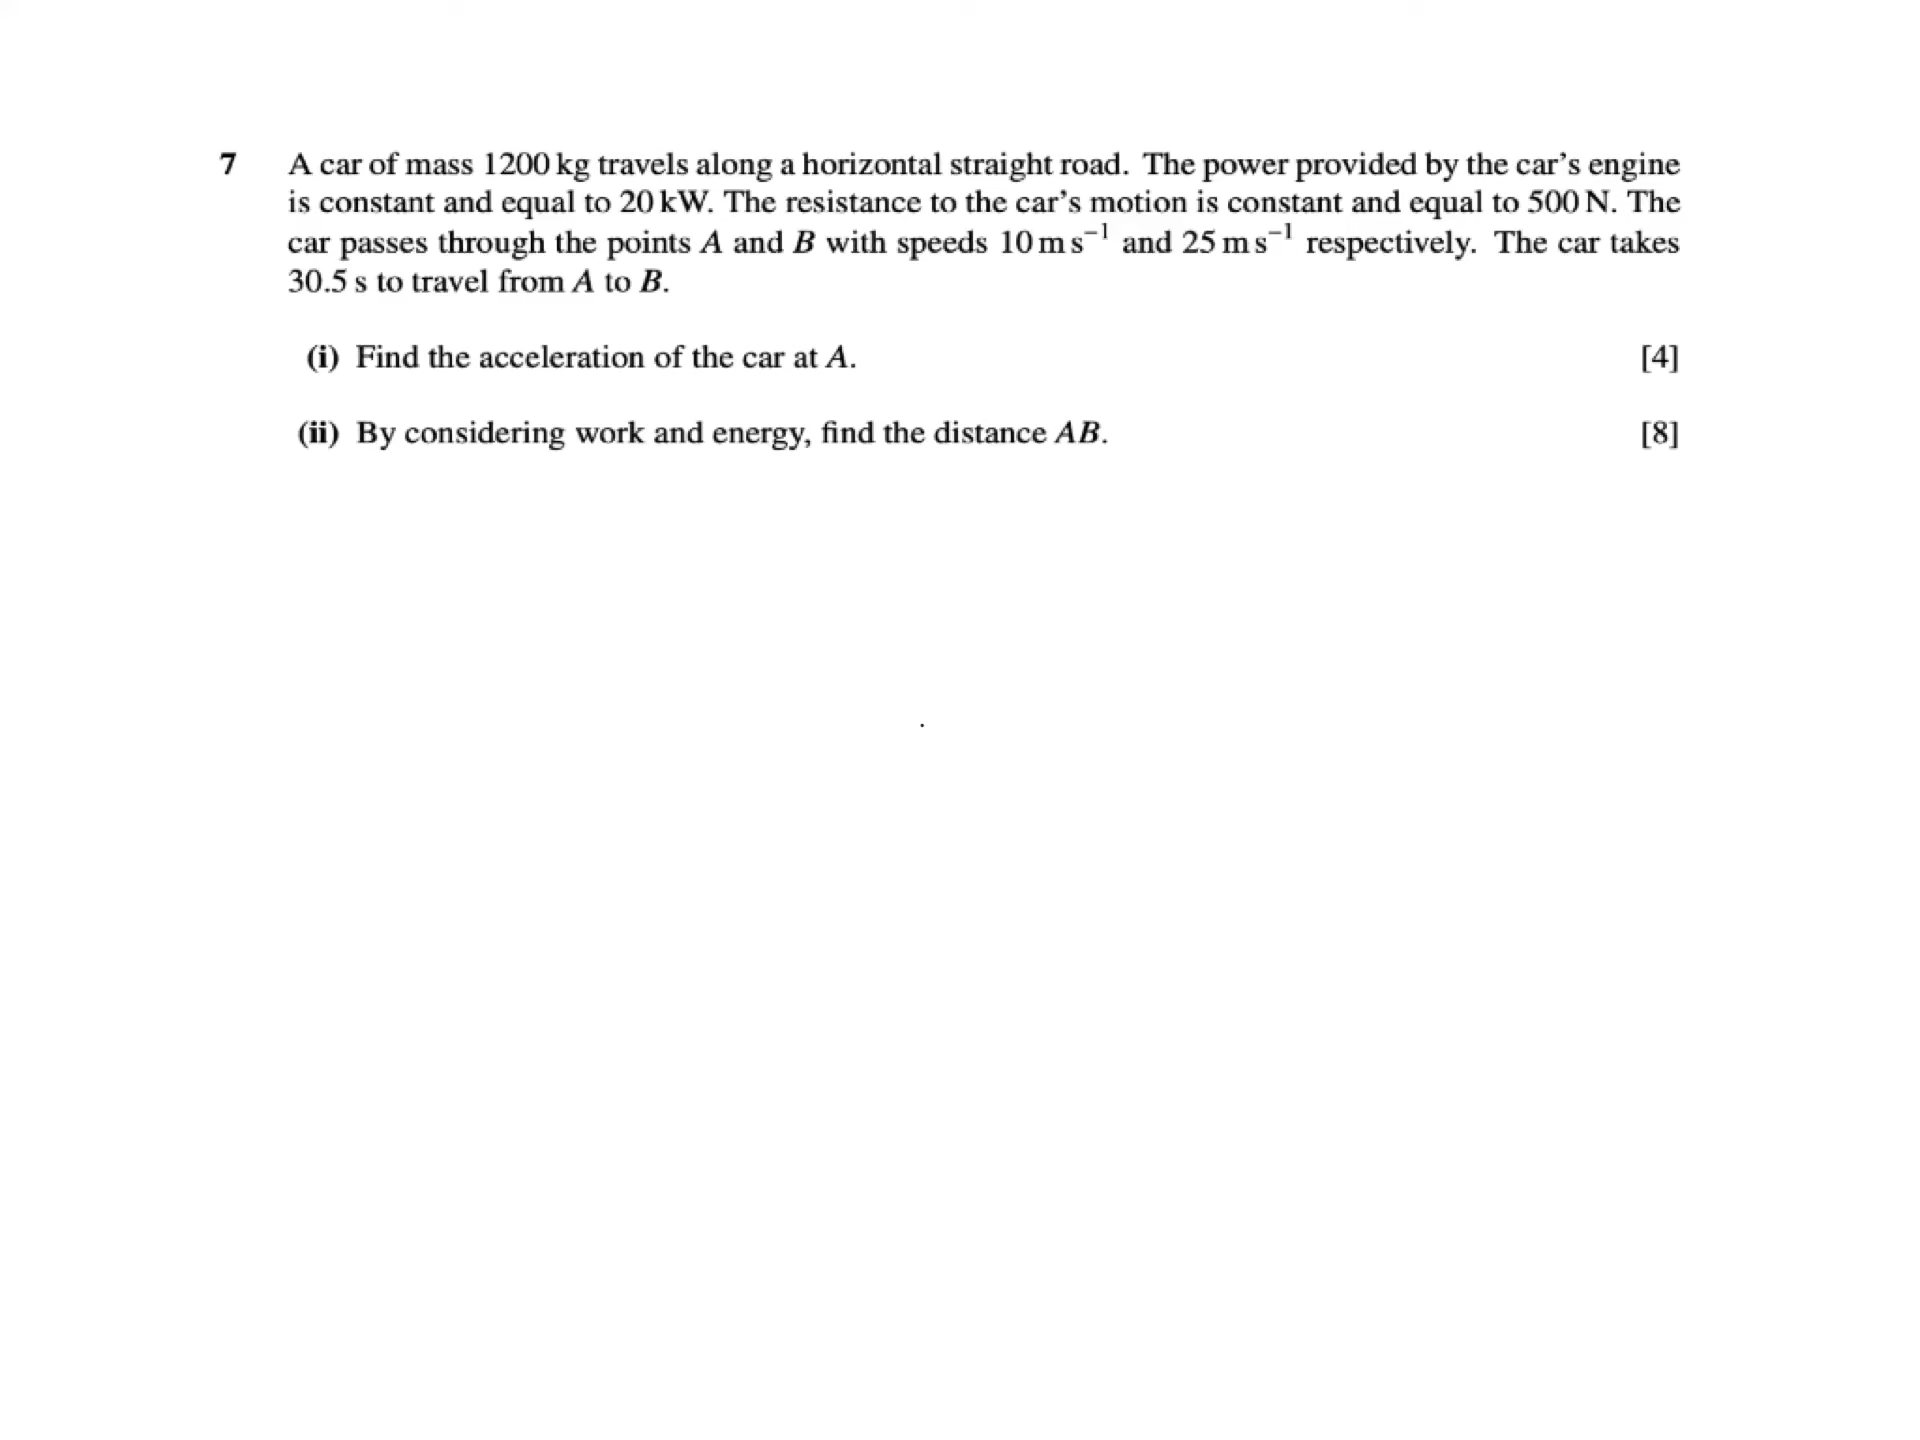 7 A car of mass 1200 kg travels along a horizontal straight road. The power provided by the car's engine
is constant and equal to 20 kW. The resistance to the car's motion is constant and equal to 500 N. The
car passes through the points A and B with speeds 10 m s⁻¹ and 25 m s⁻¹ respectively. The car takes
30.5 s to travel from A to B.
(i) Find the acceleration of the car at A. [4]
(ii) By considering work and energy, find the distance AB. [8]